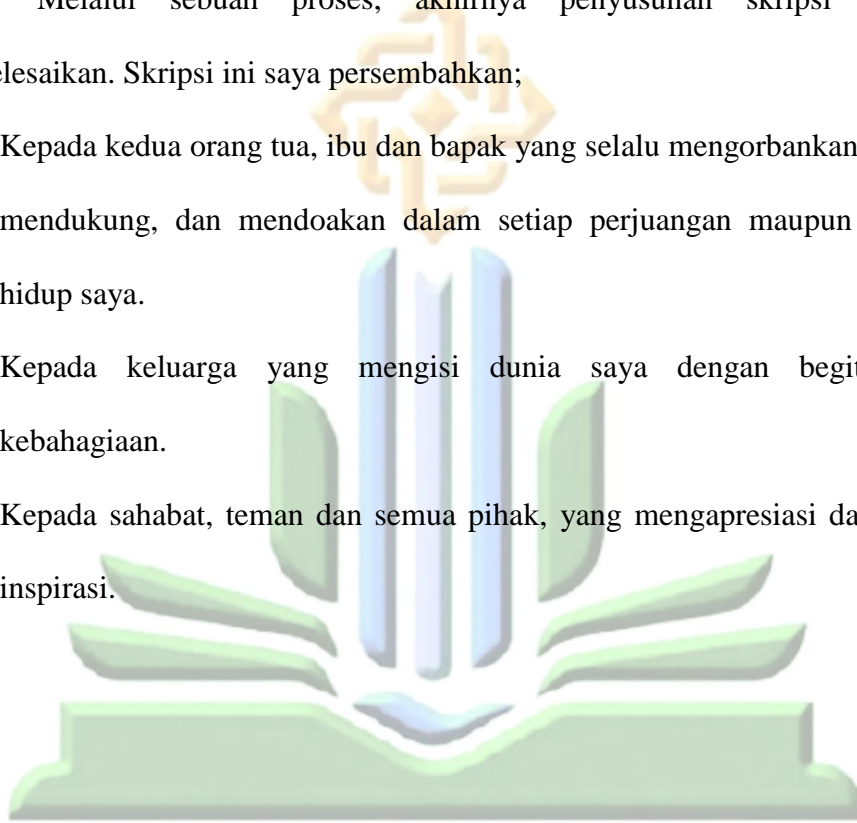 Melalui sebuah proses, akhirnya penyusunan skripsi
elesaikan. Skripsi ini saya persembahkan;
Kepada kedua orang tua, ibu dan bapak yang selalu mengorbankan
mendukung, dan mendoakan dalam setiap perjuangan maupun
hidup saya.
Kepada keluarga yang mengisi dunia saya dengan begit
kebahagiaan.
Kepada sahabat, teman dan semua pihak, yang mengapresiasi da
inspirasi.